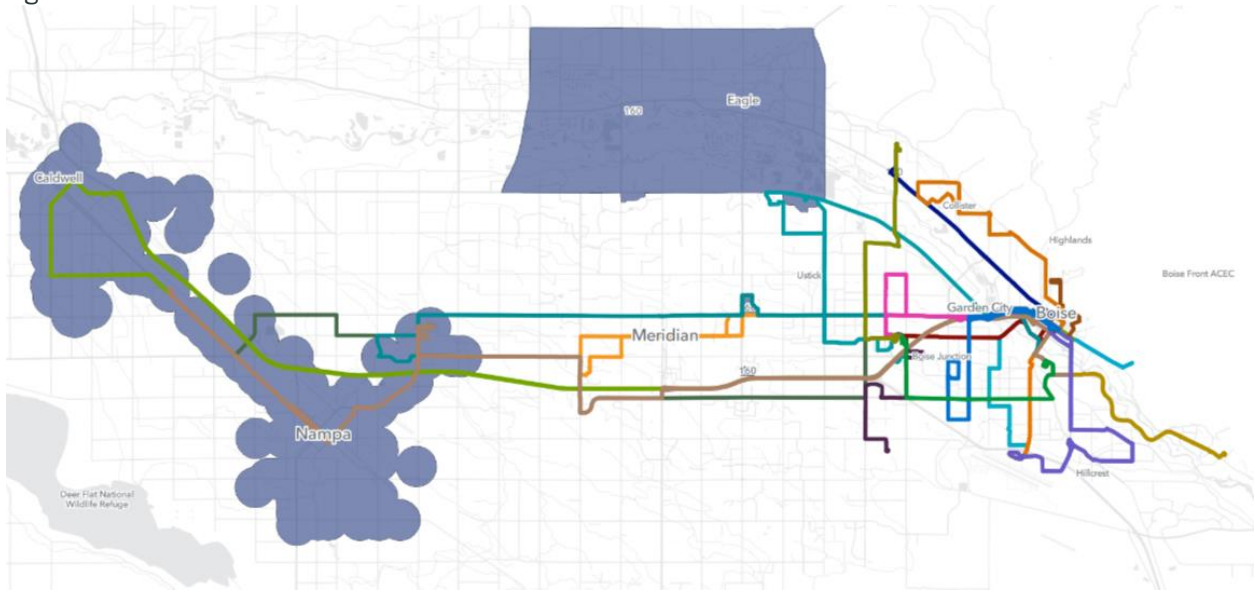 Eagle
160
Caldwell
Collister
Highlands
Ustick
Boise Front ACEC
Garden City
Boise
Meridian
Boise Junction
160
Nampa
Hillcrest
Deer Flat National
Wildlife Refuge